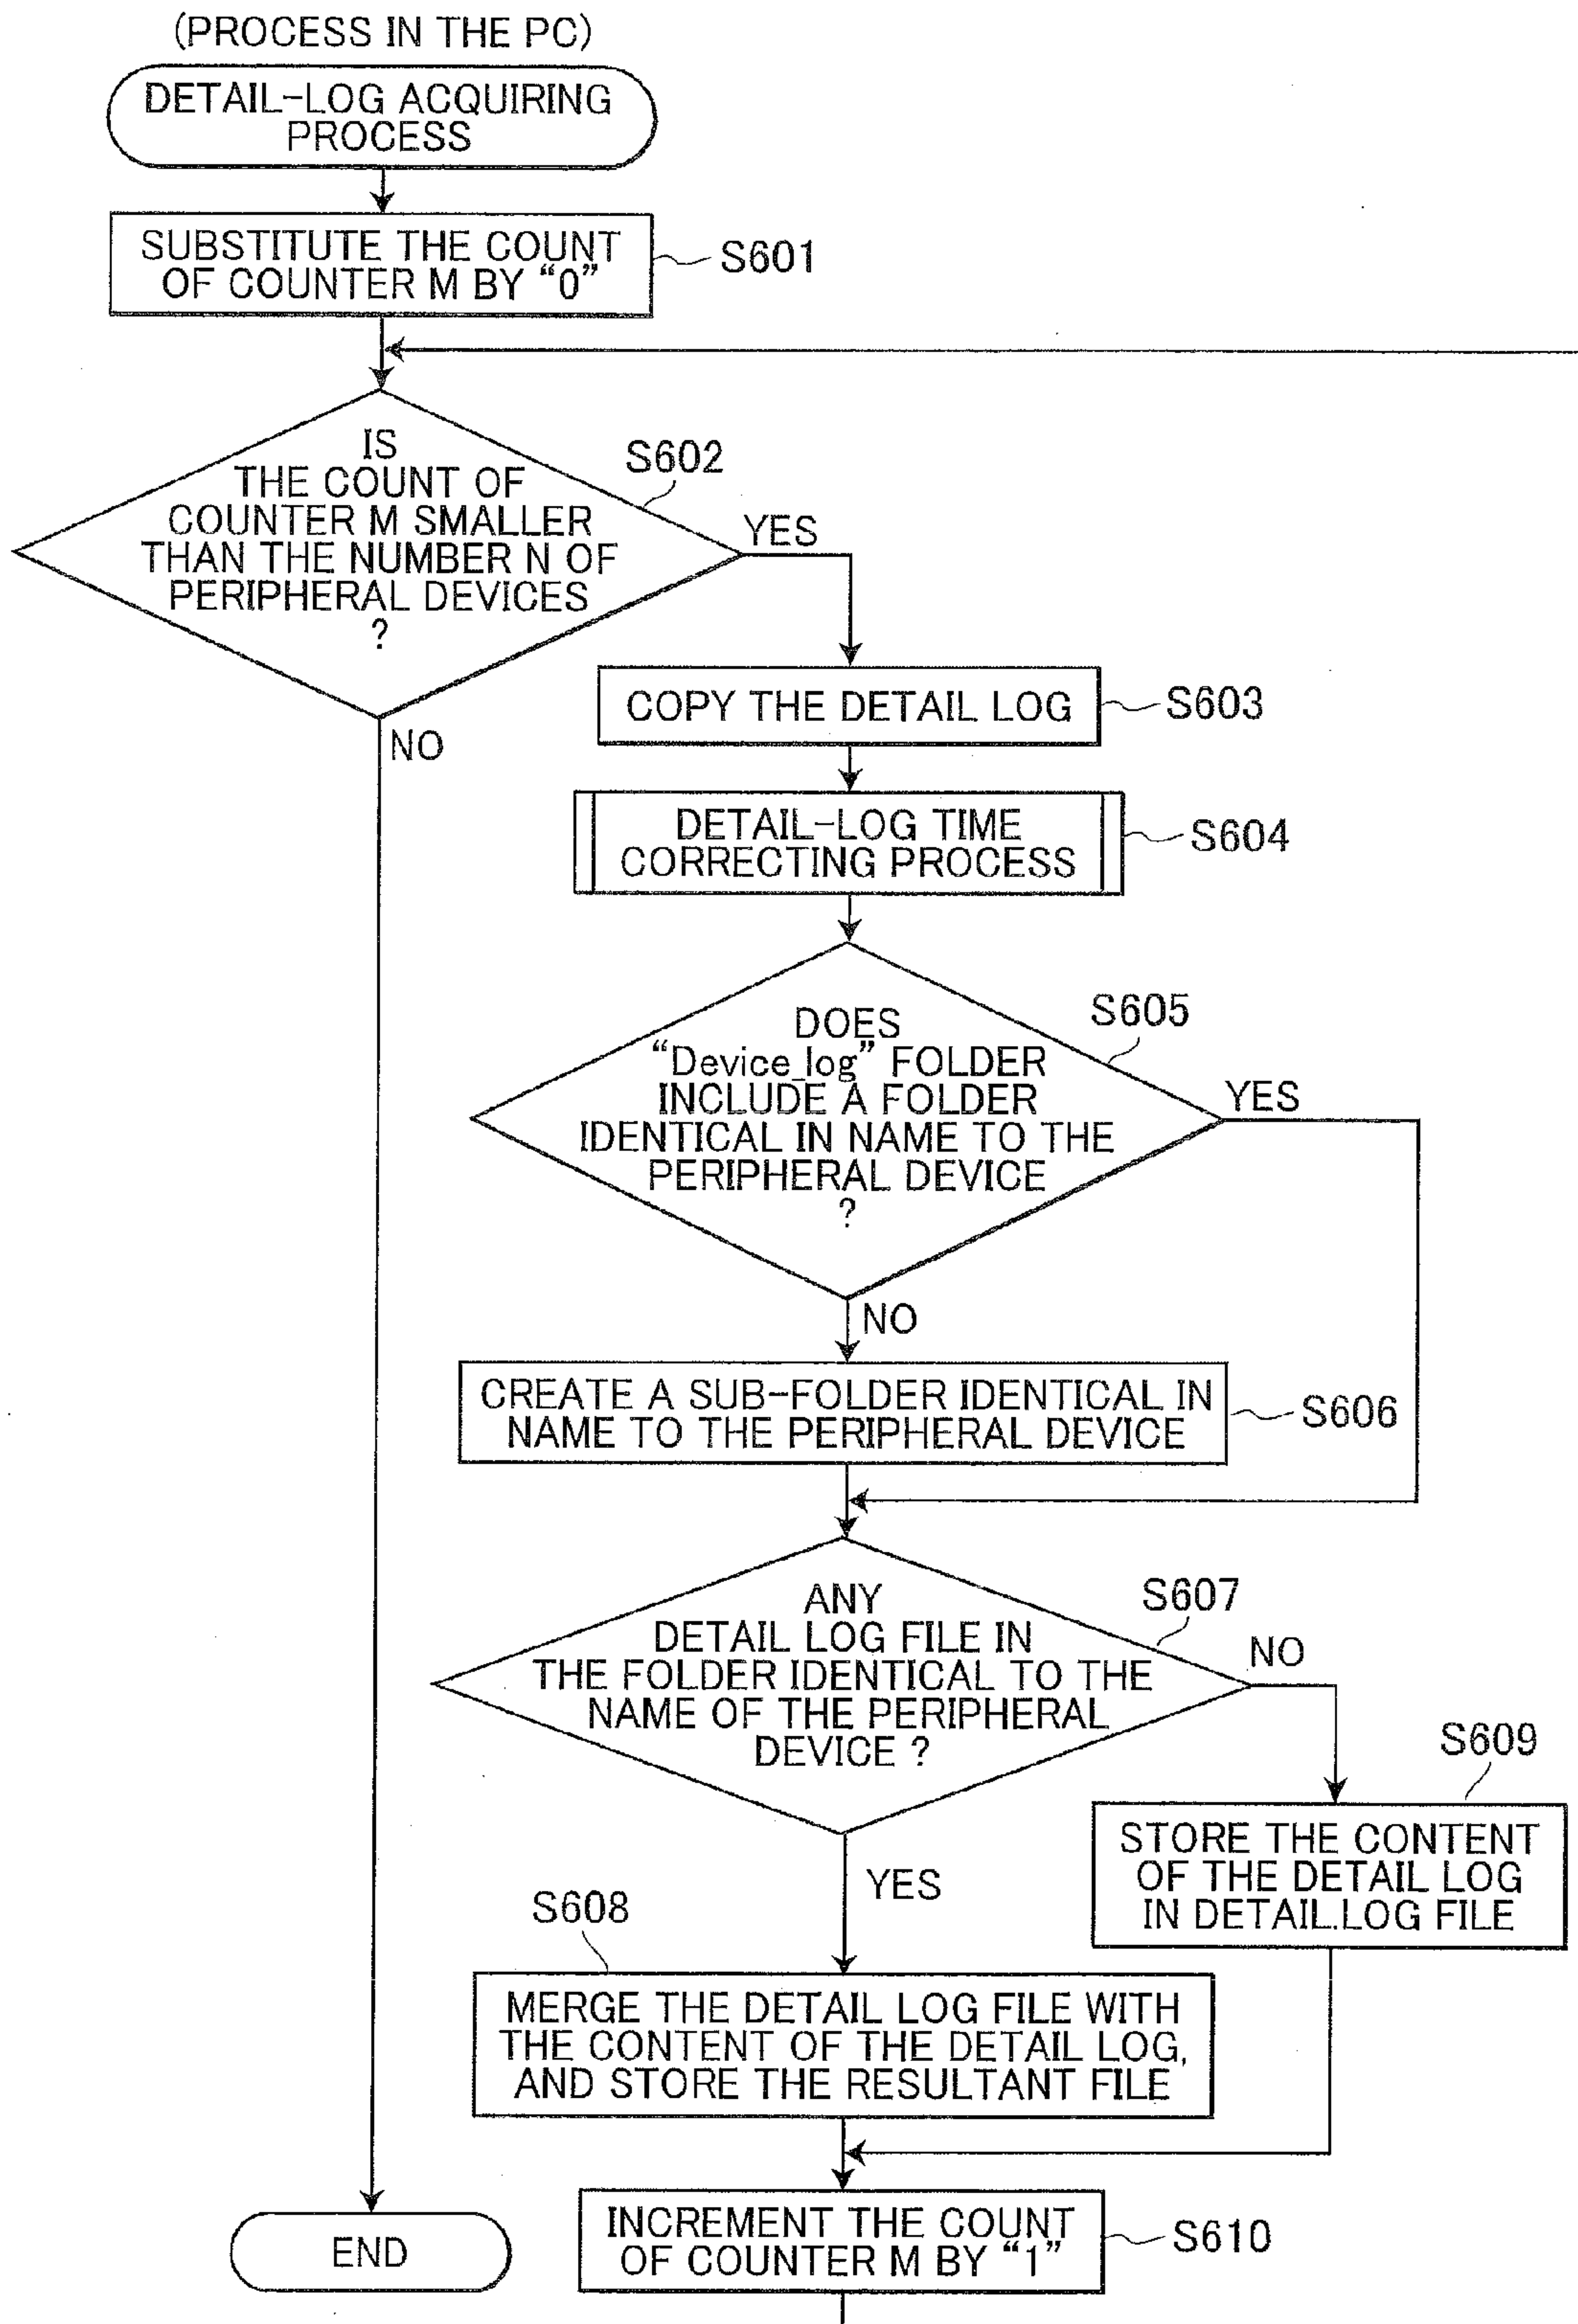 (PROCESS IN THE PC)
DETAIL-LOG ACQUIRING
PROCESS
SUBSTITUTE THE COUNT
OF COUNTER M BY “0”
S601
IS
THE COUNT OF
COUNTER M SMALLER
THAN THE NUMBER N OF
PERIPHERAL DEVICES
?
S602
YES
NO
COPY THE DETAIL LOG
S603
DETAIL-LOG TIME
CORRECTING PROCESS
S604
DOES
“Device_log” FOLDER
INCLUDE A FOLDER
IDENTICAL IN NAME TO THE
PERIPHERAL DEVICE
?
S605
YES
NO
CREATE A SUB-FOLDER IDENTICAL IN
NAME TO THE PERIPHERAL DEVICE
S606
ANY
DETAIL LOG FILE IN
THE FOLDER IDENTICAL TO THE
NAME OF THE PERIPHERAL
DEVICE ?
S607
NO
YES
S609
STORE THE CONTENT
OF THE DETAIL LOG
IN DETAIL.LOG FILE
S608
MERGE THE DETAIL LOG FILE WITH
THE CONTENT OF THE DETAIL LOG,
AND STORE THE RESULTANT FILE
END
INCREMENT THE COUNT
OF COUNTER M BY “1”
S610